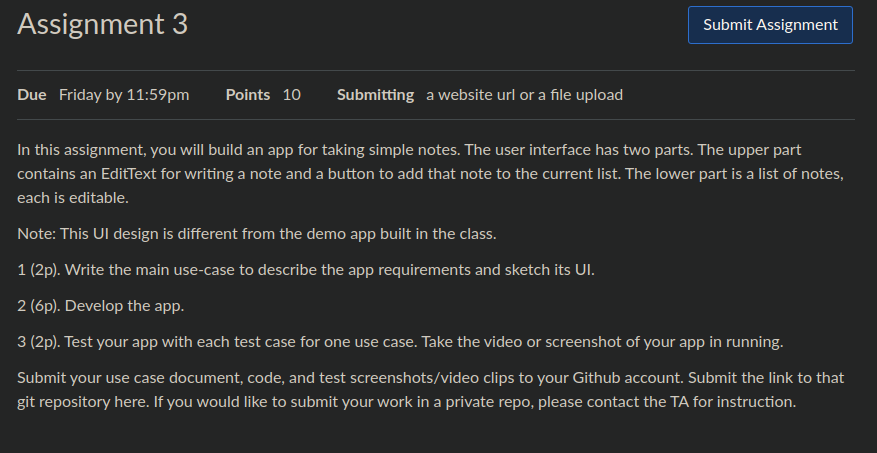 Assignment 3
Submit Assignment
Due Friday by 11:59pm Points 10 Submitting a website url or a file upload
In this assignment, you will build an app for taking simple notes. The user interface has two parts. The upper part
contains an EditText for writing a note and a button to add that note to the current list. The lower part is a list of notes,
each is editable.
Note: This UI design is different from the demo app built in the class.
1 (2p). Write the main use-case to describe the app requirements and sketch its UI.
2 (6p). Develop the app.
3 (2p). Test your app with each test case for one use case. Take the video or screenshot of your app in running.
Submit your use case document, code, and test screenshots/video clips to your Github account. Submit the link to that
git repository here. If you would like to submit your work in a private repo, please contact the TA for instruction.